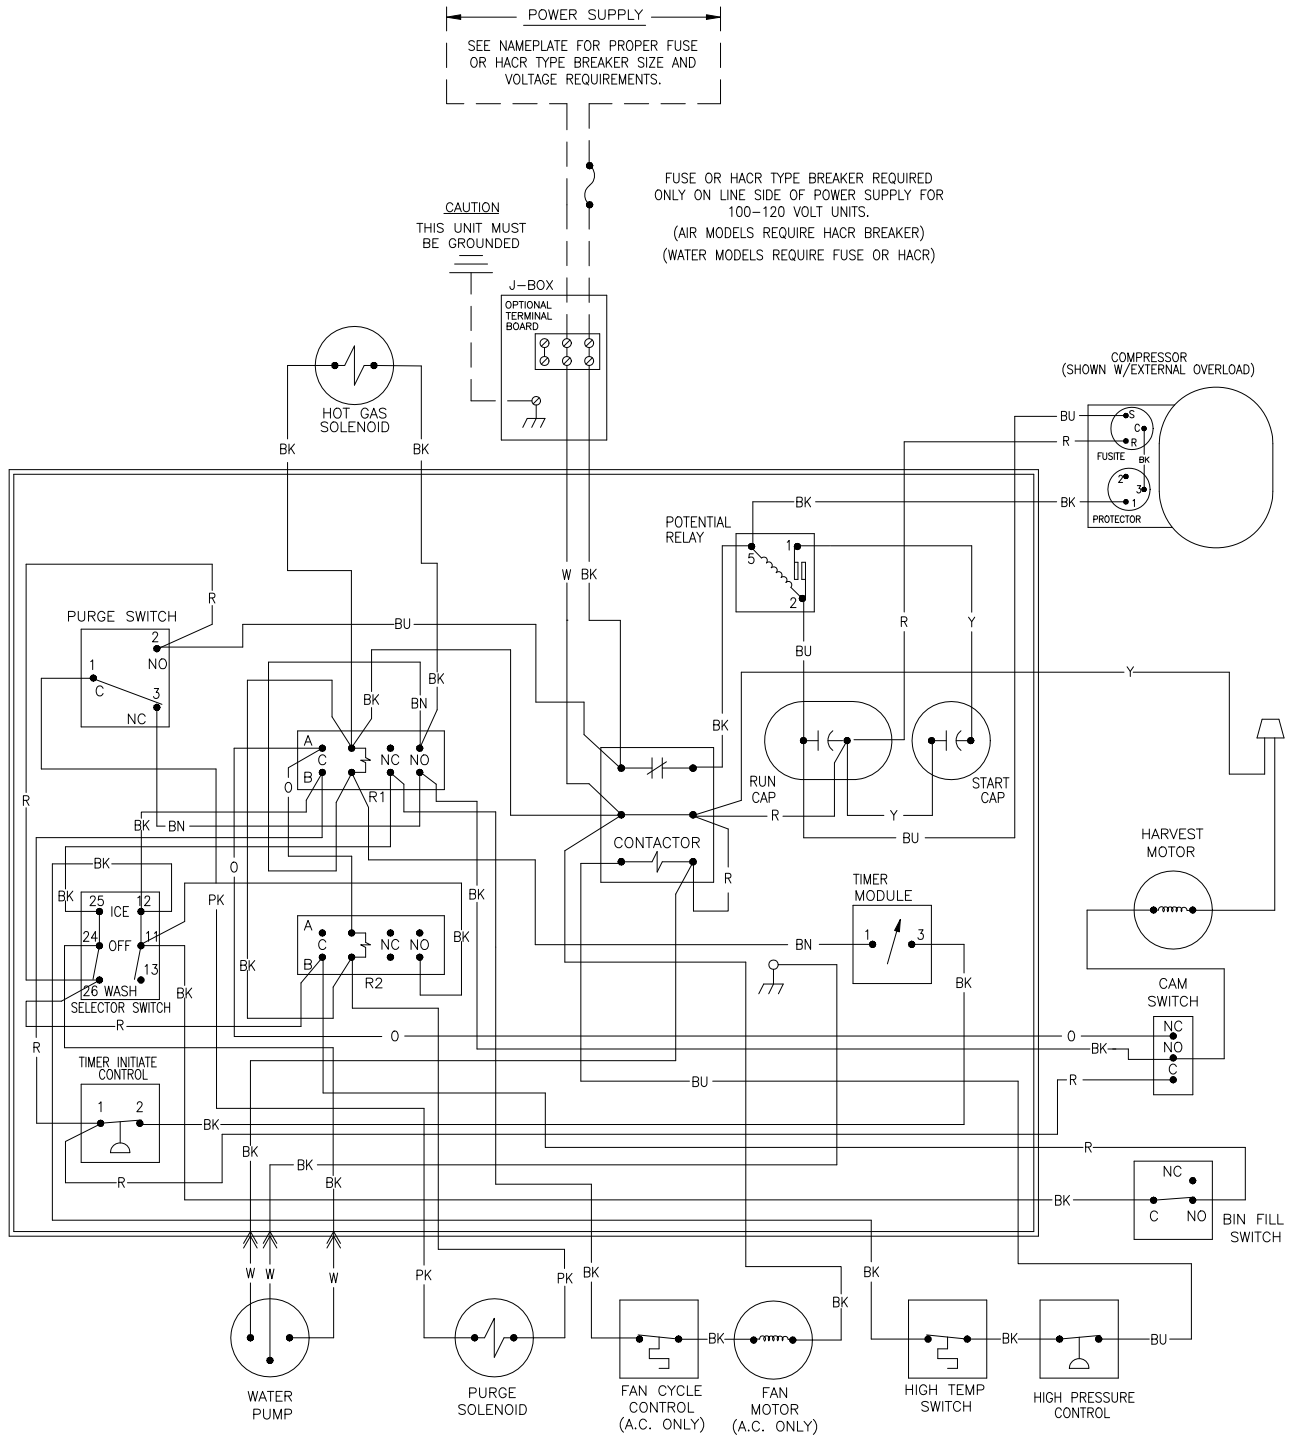 POWER SUPPLY
SEE NAMEPLATE FOR PROPER FUSE
OR HACR TYPE BREAKER SIZE AND
VOLTAGE REQUIREMENTS.
FUSE OR HACR TYPE BREAKER REQUIRED
ONLY ON LINE SIDE OF POWER SUPPLY FOR
100-120 VOLT UNITS.
(AIR MODELS REQUIRE HACR BREAKER)
(WATER MODELS REQUIRE FUSE OR HACR)
CAUTION
THIS UNIT MUST
BE GROUNDED
J-BOX
OPTIONAL
TERMINAL
BOARD
HOT GAS
SOLENOID
BK
BK
COMPRESSOR
(SHOWN W/EXTERNAL OVERLOAD)
BU
S
C
R
R
FUSITE
BK
2
3
1
BK
BK
PROTECTOR
POTENTIAL
RELAY
5
1
2
W
BK
R
PURGE SWITCH
2
NO
1
C
3
NC
BU
BU
R
Y
Y
BK
BK
BN
BK
A
C
B
NC
NO
R1
O
RUN
CAP
START
CAP
R
BK
BN
R
Y
BU
CONTACTOR
HARVEST
MOTOR
BK
O
R
TIMER
MODULE
BK
PK
BK
25
ICE
12
24
OFF
11
13
26
WASH
SELECTOR SWITCH
BK
BK
A
C
B
NC
NO
R2
BK
BN
1
3
BK
CAM
SWITCH
NC
NO
C
R
O
O
BK
R
R
TIMER INITIATE
CONTROL
1
2
BU
BK
BK
BK
R
BK
R
BK
NC
C
NO
BIN FILL
SWITCH
W
W
W
PK
PK
BK
BK
BK
BK
BK
BU
WATER
PUMP
PURGE
SOLENOID
FAN CYCLE
CONTROL
(A.C. ONLY)
FAN
MOTOR
(A.C. ONLY)
HIGH TEMP
SWITCH
HIGH PRESSURE
CONTROL